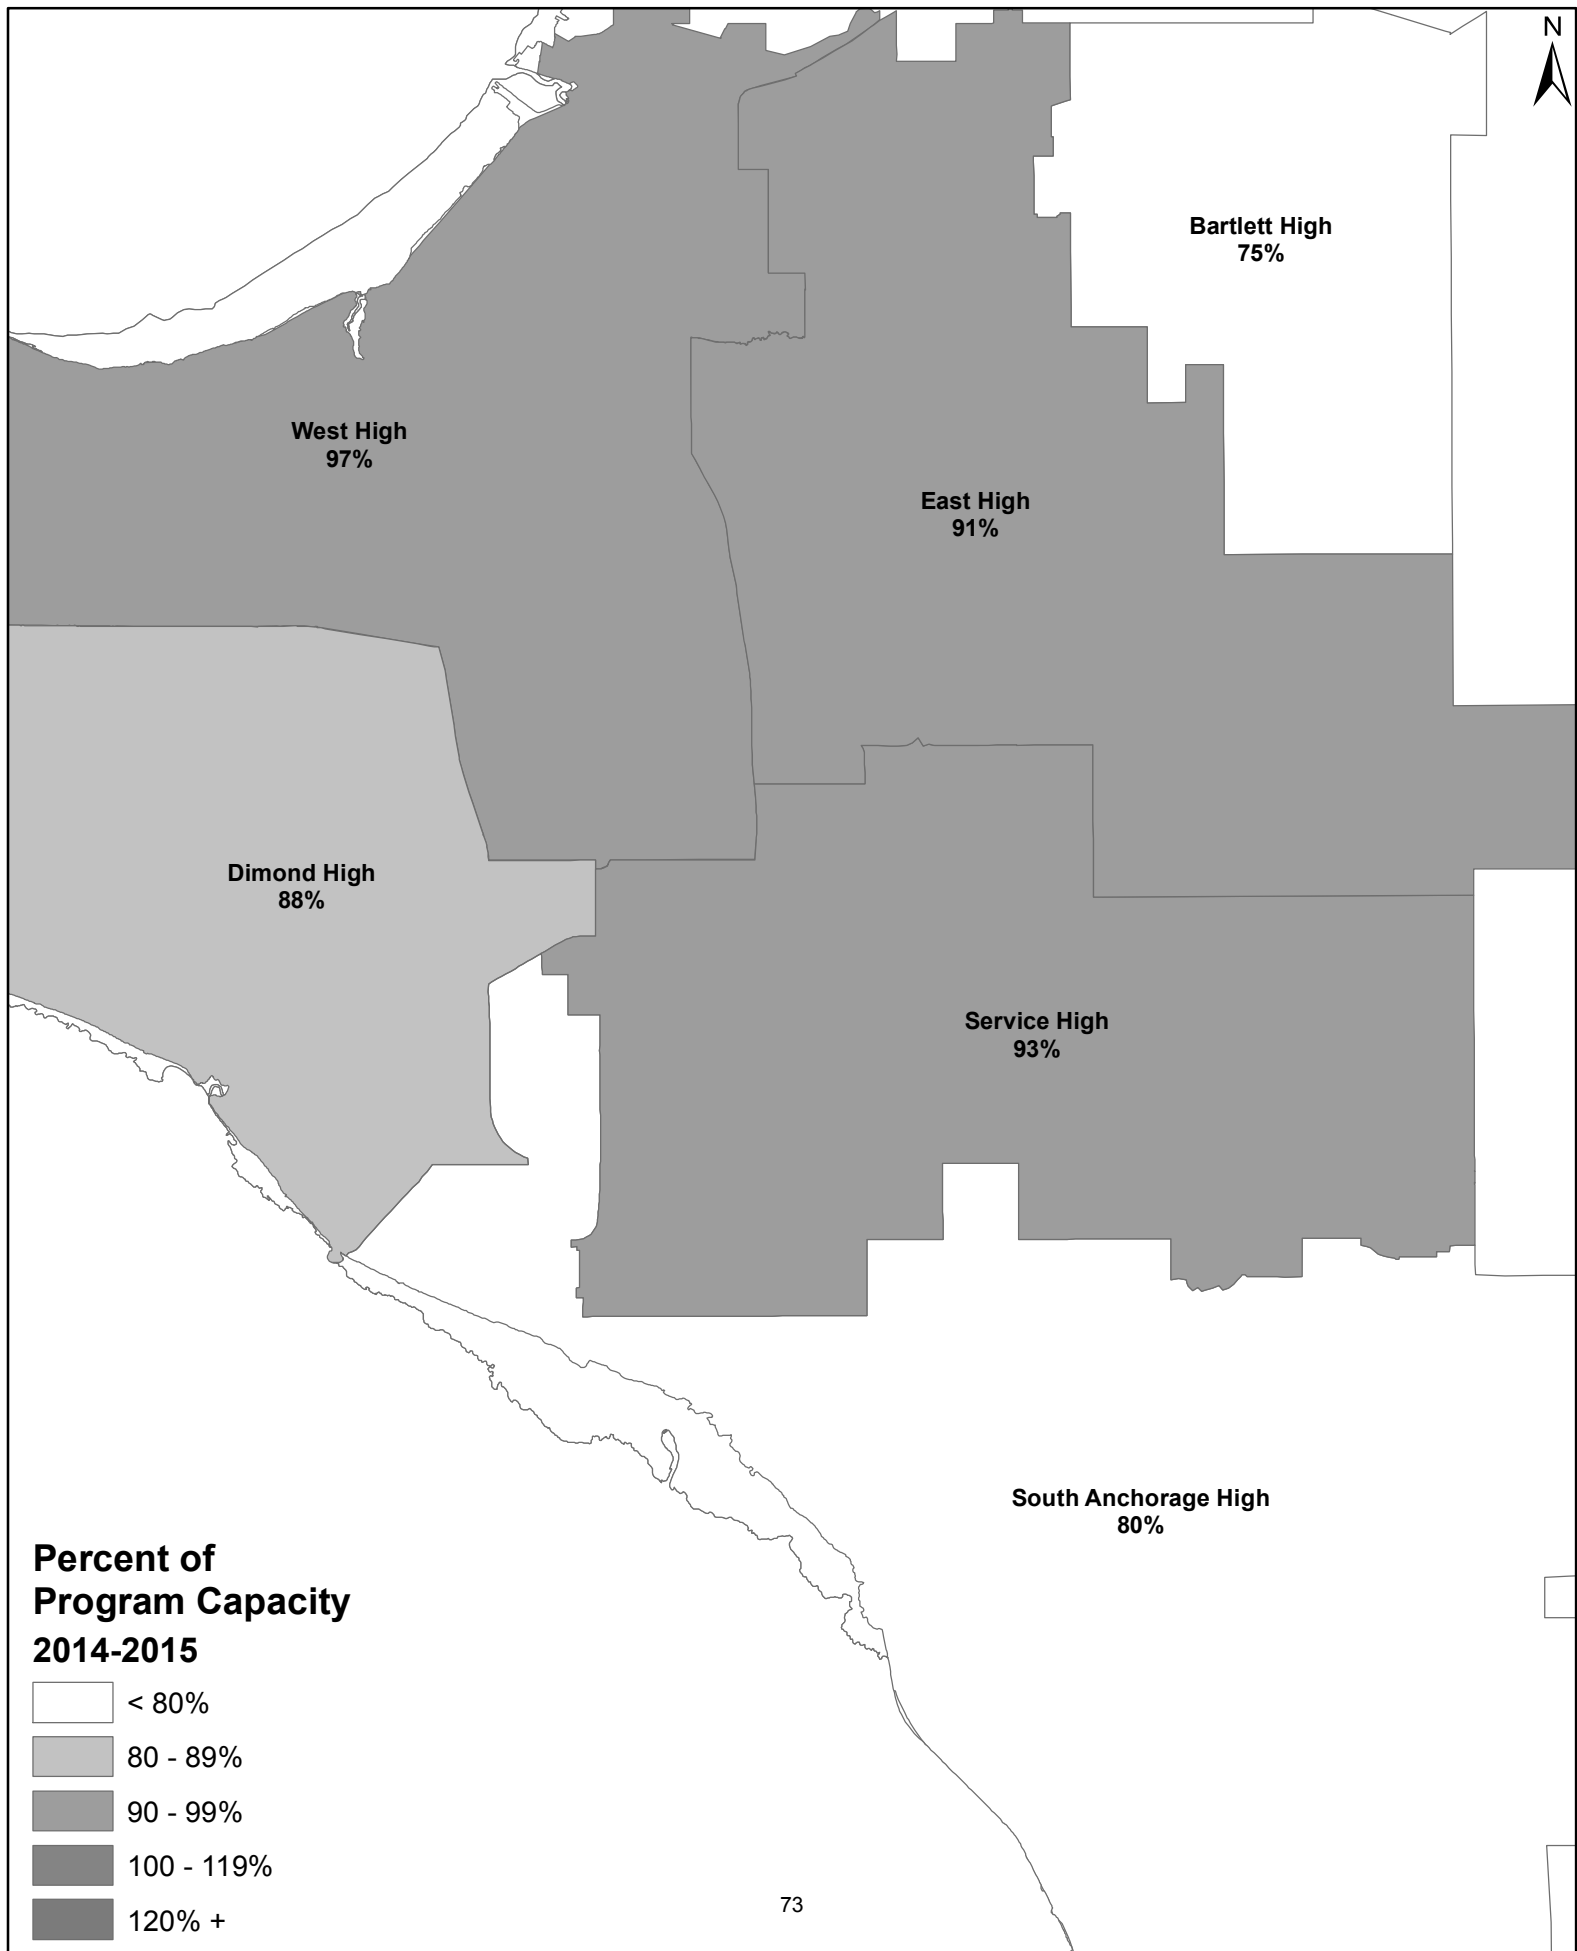 N
Bartlett High
75%
West High
97%
East High
91%
Dimond High
88%
Service High
93%
South Anchorage High
80%
Percent of
Program Capacity
2014-2015
< 80%
80 - 89%
90 - 99%
100 - 119%
120% +
73